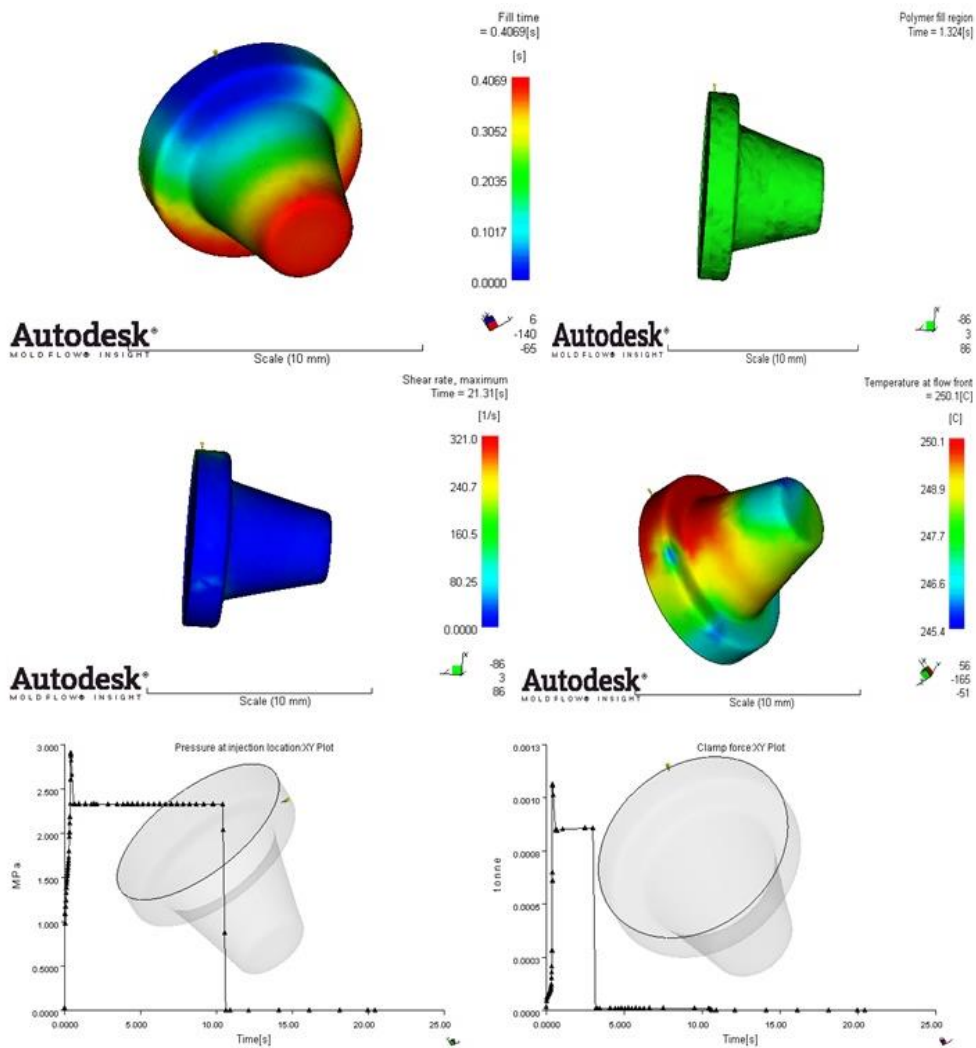 Fill time
= 0.4069[s]
[s]
0.4069
0.3052
0.2035
0.1017
0.0000
6
-140
-65
Autodesk®
MOLDFLOW® INSIGHT
Scale (10 mm)
Polymer fill region
Time = 1.324[s]
-86
3
86
Scale (10 mm)
Shear rate, maximum
Time = 21.31[s]
[1/s]
321.0
240.7
160.5
80.25
0.0000
-86
3
86
Autodesk®
MOLDFLOW® INSIGHT
Scale (10 mm)
Temperature at flow front
= 250.1[C]
[C]
250.1
248.9
247.7
246.6
245.4
56
-165
-51
Autodesk®
MOLDFLOW® INSIGHT
Scale (10 mm)
Pressure at injection location:XY Plot
3.000
2.500
2.000
1.500
1.000
0.5000
0.0000
MPa
0.0000 5.000 10.00 15.00 20.00 25.00
Time[s]
Clamp force:XY Plot
0.0013
0.0010
0.0008
0.0005
0.0003
0.0000
tonne
0.0000 5.000 10.00 15.00 20.00 25.00
Time[s]